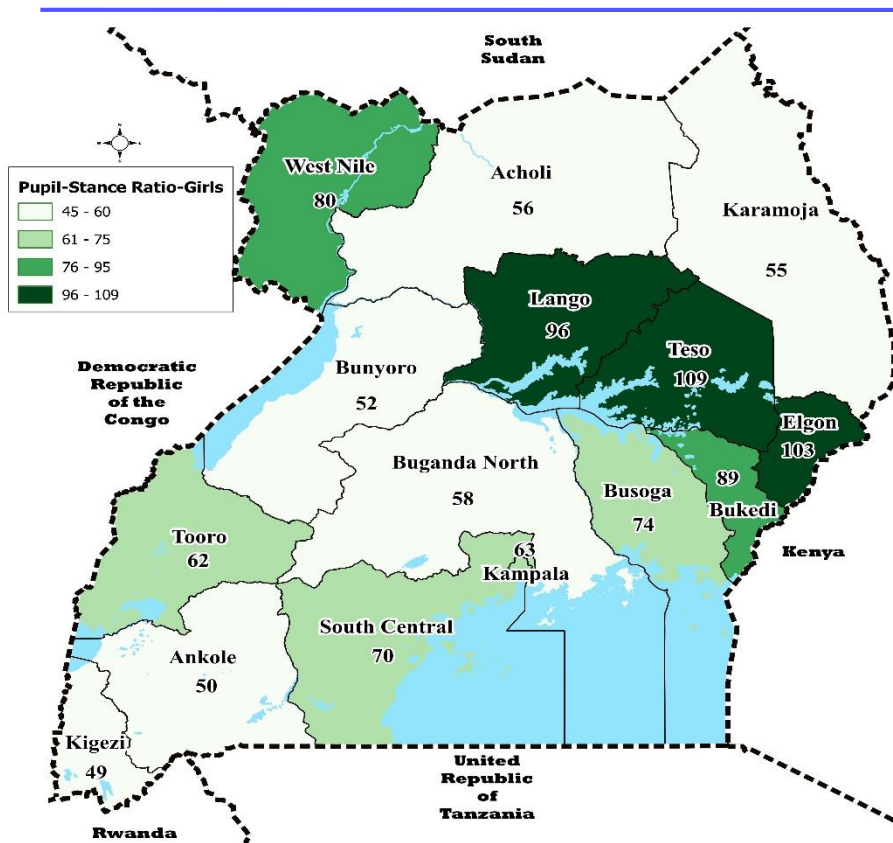 South
Sudan
West Nile
80
Acholi
56
Karamoja
55
Pupil-Stance Ratio-Girls
45 - 60
61 - 75
76 - 95
96 - 109
Lango
96
Teso
109
Democratic
Republic
of the
Congo
Bunyoro
52
Elgon
103
Buganda North
58
Busoga
74
89
Bukedi
Tooro
62
63
Kampala
Kenya
South Central
70
Ankole
50
Kigezi
49
United
Republic
of
Tanzania
Rwanda